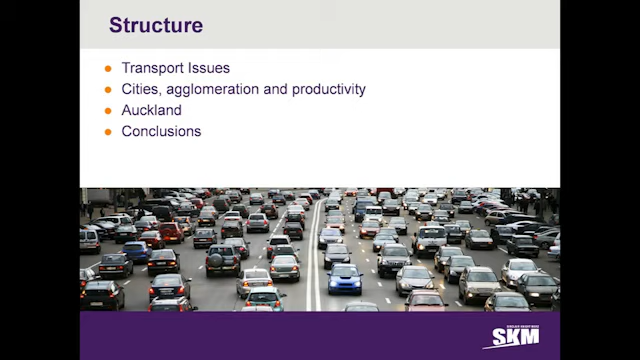 Structure
Transport Issues
Cities, agglomeration and productivity
Auckland
Conclusions
SKM